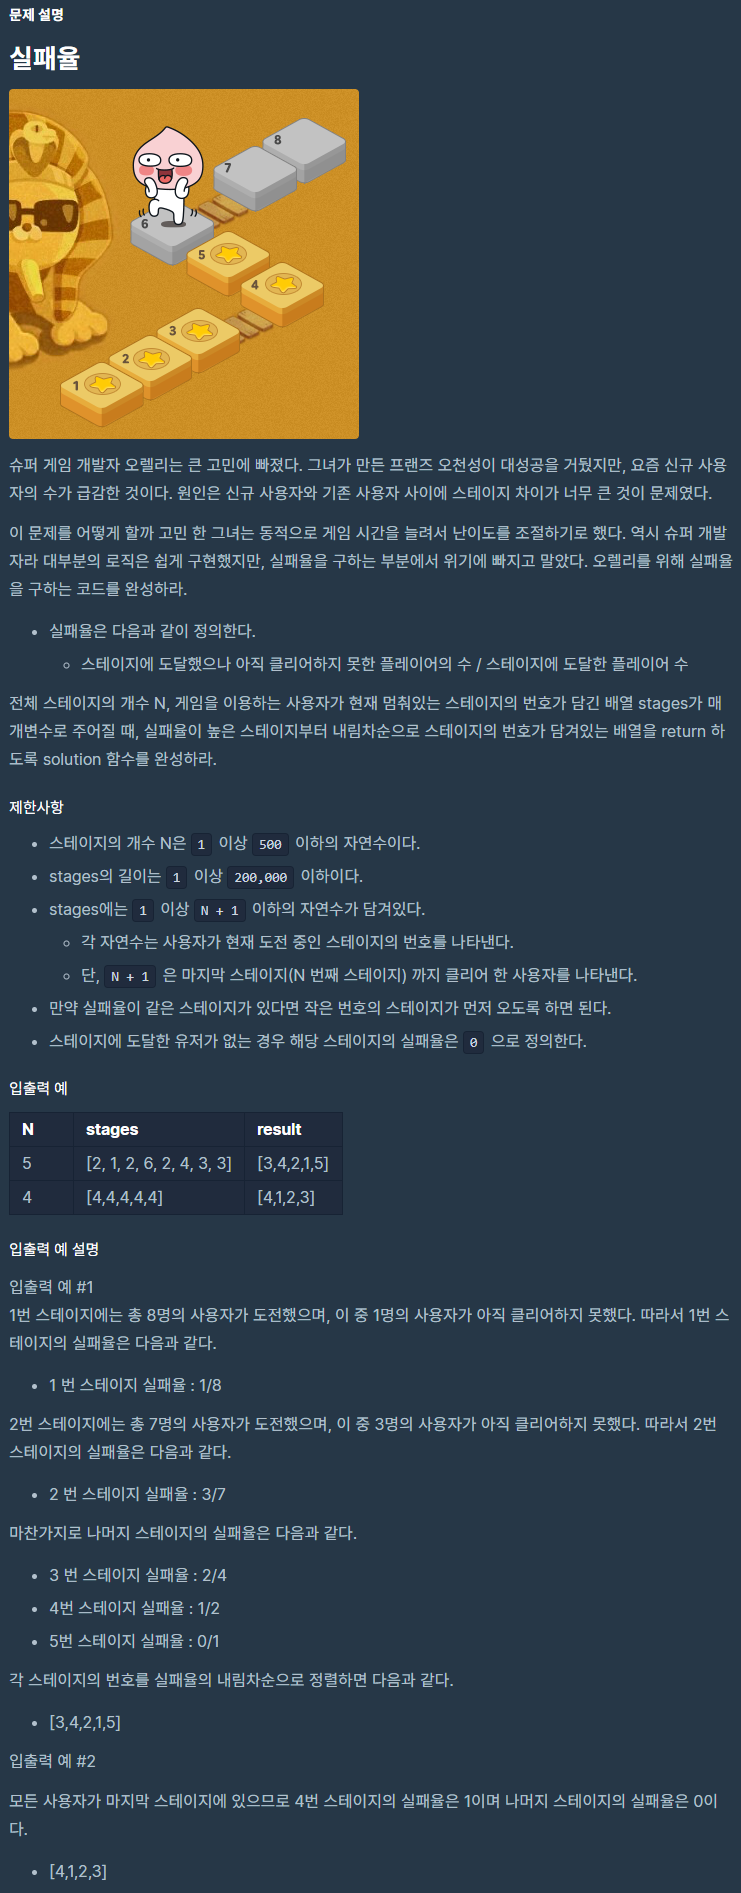 문제 설명
실패율
8
7
6
5
4
3
2
1
슈퍼 게임 개발자 오렐리는 큰 고민에 빠졌다. 그녀가 만든 프랜즈 오천성이 대성공을 거뒀지만, 요즘 신규 사용
자의 수가 급감한 것이다. 원인은 신규 사용자와 기존 사용자 사이에 스테이지 차이가 너무 큰 것이 문제였다.
이 문제를 어떻게 할까 고민 한 그녀는 동적으로 게임 시간을 늘려서 난이도를 조절하기로 했다. 역시 슈퍼 개발
자라 대부분의 로직은 쉽게 구현했지만, 실패율을 구하는 부분에서 위기에 빠지고 말았다. 오렐리를 위해 실패율
을 구하는 코드를 완성하라.
• 실패율은 다음과 같이 정의한다.
◦ 스테이지에 도달했으나 아직 클리어하지 못한 플레이어의 수 / 스테이지에 도달한 플레이어 수
전체 스테이지의 개수 N, 게임을 이용하는 사용자가 현재 멈춰있는 스테이지의 번호가 담긴 배열 stages가 매
개변수로 주어질 때, 실패율이 높은 스테이지부터 내림차순으로 스테이지의 번호가 담겨있는 배열을 return 하
도록 solution 함수를 완성하라.
제한사항
• 스테이지의 개수 N은 1 이상 500 이하의 자연수이다.
• stages의 길이는 1 이상 200,000 이하이다.
• stages에는 1 이상 N + 1 이하의 자연수가 담겨있다.
◦ 각 자연수는 사용자가 현재 도전 중인 스테이지의 번호를 나타낸다.
◦ 단, N + 1 은 마지막 스테이지(N 번째 스테이지) 까지 클리어 한 사용자를 나타낸다.
• 만약 실패율이 같은 스테이지가 있다면 작은 번호의 스테이지가 먼저 오도록 하면 된다.
• 스테이지에 도달한 유저가 없는 경우 해당 스테이지의 실패율은 0 으로 정의한다.
입출력 예
N stages result
5 [2, 1, 2, 6, 2, 4, 3, 3] [3,4,2,1,5]
4 [4,4,4,4,4] [4,1,2,3]
입출력 예 설명
입출력 예 #1
1번 스테이지에는 총 8명의 사용자가 도전했으며, 이 중 1명의 사용자가 아직 클리어하지 못했다. 따라서 1번 스
테이지의 실패율은 다음과 같다.
• 1 번 스테이지 실패율 : 1/8
2번 스테이지에는 총 7명의 사용자가 도전했으며, 이 중 3명의 사용자가 아직 클리어하지 못했다. 따라서 2번
스테이지의 실패율은 다음과 같다.
• 2 번 스테이지 실패율 : 3/7
마찬가지로 나머지 스테이지의 실패율은 다음과 같다.
• 3 번 스테이지 실패율 : 2/4
• 4번 스테이지 실패율 : 1/2
• 5번 스테이지 실패율 : 0/1
각 스테이지의 번호를 실패율의 내림차순으로 정렬하면 다음과 같다.
• [3,4,2,1,5]
입출력 예 #2
모든 사용자가 마지막 스테이지에 있으므로 4번 스테이지의 실패율은 1이며 나머지 스테이지의 실패율은 0이
다.
• [4,1,2,3]